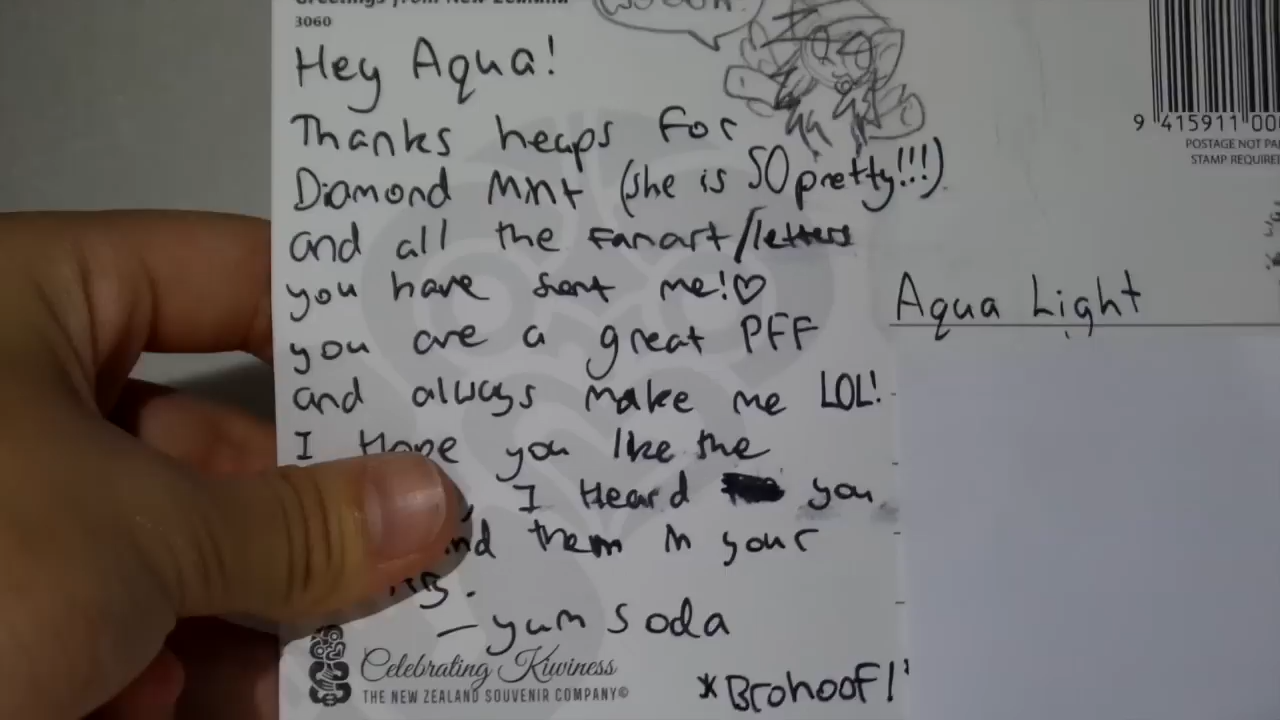 Greetings from New Zealand
3060
Hey Aqua!
Thanks heaps for
Diamond Mint (she is SO pretty!!!)
and all the fanart/letters
you have sent me!♡
you are a great PFF
and always make me LOL!
I Hope you like the
I Heard you
them in your
– yum soda
*Brohoof!*
Aqua Light
9 415911 00
POSTAGE NOT PA
STAMP REQUIRE
Celebrating Kiwiness
THE NEW ZEALAND SOUVENIR COMPANY©